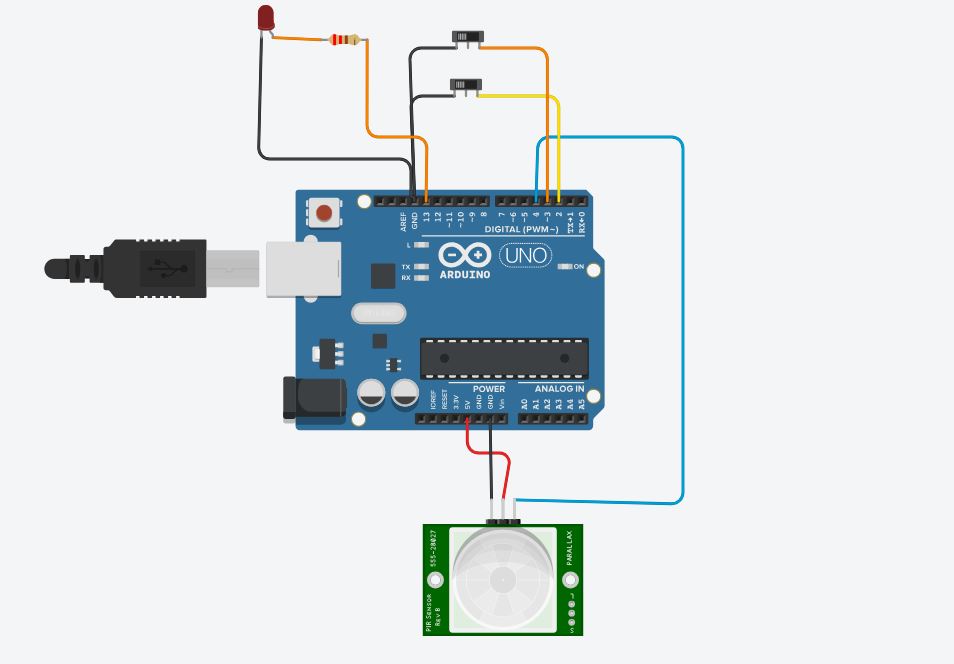 AREF
GND
13
12
~11
~10
~9
8
7
~6
~5
4
~3
2
TX→1
RX←0
DIGITAL (PWM~)
L
TX
RX
ARDUINO
UNO
ON
POWER
ANALOG IN
IOREF
RESET
3.3V
5V
GND
GND
Vin
A0
A1
A2
A3
A4
A5
555-28027
PIR SENSOR
REV B
PARALLAX
L
S